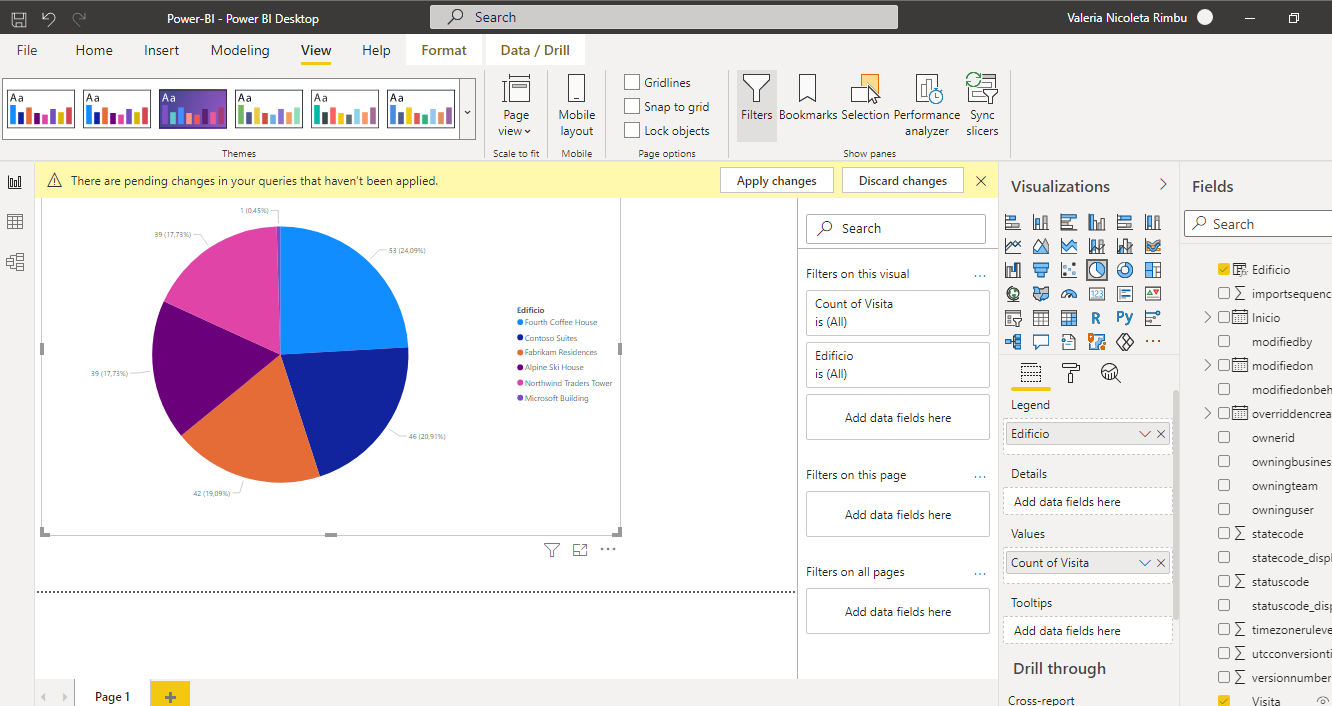 Power-BI - Power BI Desktop
Search
Valeria Nicoleta Rimbu
File
Home
Insert
Modeling
View
Help
Format
Data / Drill
Aa
Aa
Aa
Aa
Aa
Aa
Themes
Page
view
Scale to fit
Mobile
layout
Mobile
Gridlines
Snap to grid
Lock objects
Page options
Filters
Bookmarks
Selection
Performance
analyzer
Sync
slicers
Show panes
There are pending changes in your queries that haven't been applied.
Apply changes
Discard changes
1 (0,45%)
39 (17,73%)
53 (24,09%)
39 (17,73%)
46 (20,91%)
42 (19,09%)
Edificio
Fourth Coffee House
Contoso Suites
Fabrikam Residences
Alpine Ski House
Northwind Traders Tower
Microsoft Building
Page 1
Search
Filters on this visual
Count of Visita
is (All)
Edificio
is (All)
Add data fields here
Filters on this page
Add data fields here
Filters on all pages
Add data fields here
Visualizations
123
R
Py
Legend
Edificio
Details
Add data fields here
Values
Count of Visita
Tooltips
Add data fields here
Drill through
Cross-report
Fields
Search
Edificio
importsequenc
Inicio
modifiedby
modifiedon
modifiedonbeh
overriddencrea
ownerid
owningbusines
owningteam
owninguser
statecode
statecode_displ
statuscode
statuscode_disp
timezoneruleve
utcconversionti
versionnumber
Visita